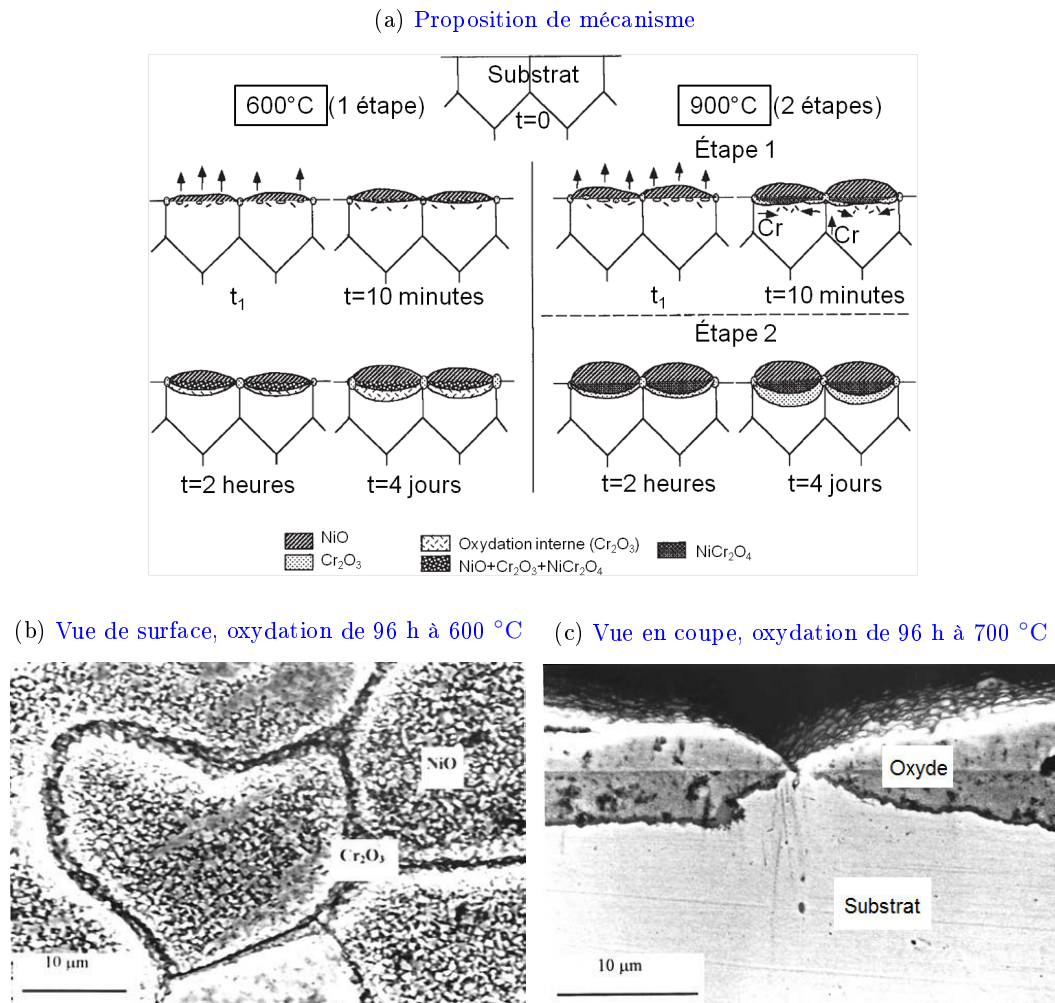 (a) Proposition de mécanisme
Substrat
600°C (1 étape)
t=0
900°C (2 étapes)
Étape 1
Cr
Cr
t₁
t=10 minutes
t₁
t=10 minutes
Étape 2
t=2 heures
t=4 jours
t=2 heures
t=4 jours
NiO
Oxydation interne (Cr₂O₃)
NiCr₂O₄
Cr₂O₃
NiO+Cr₂O₃+NiCr₂O₄
(b) Vue de surface, oxydation de 96 h à 600 °C
(c) Vue en coupe, oxydation de 96 h à 700 °C
NiO
Cr₂O₃
10 µm
Oxyde
Substrat
10 µm